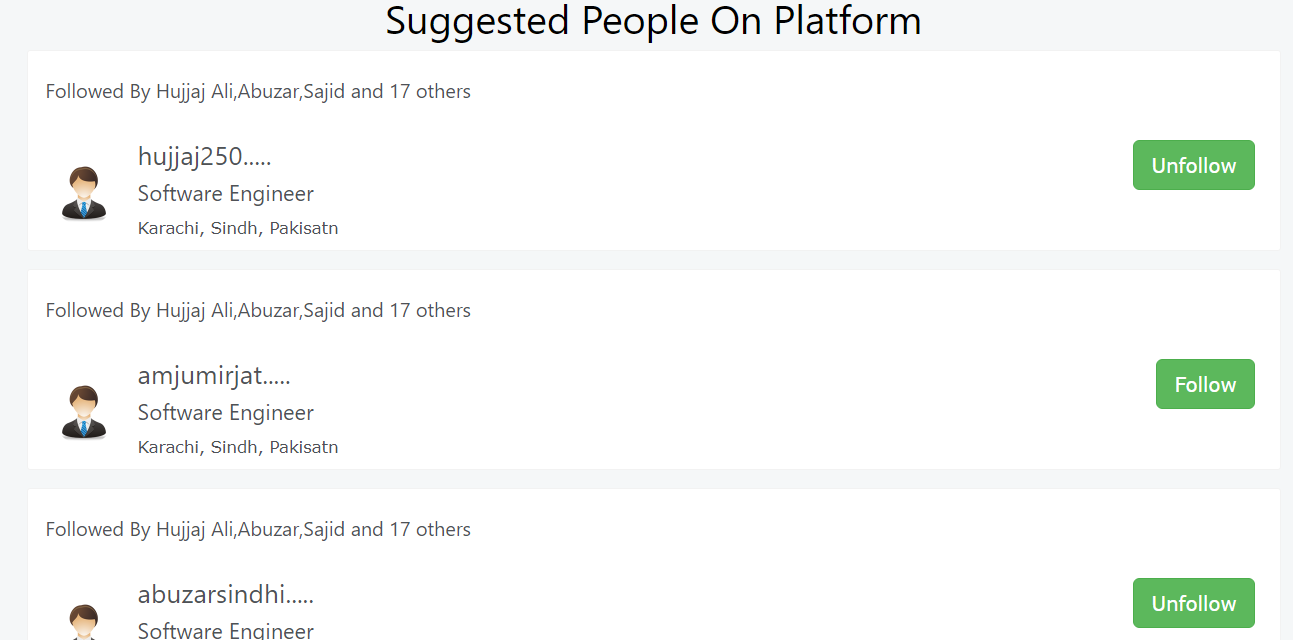 Suggested People On Platform
Followed By Hujjaj Ali,Abuzar,Sajid and 17 others
hujjaj250.....
Unfollow
Software Engineer
Karachi, Sindh, Pakisatn
Followed By Hujjaj Ali,Abuzar,Sajid and 17 others
amjumirjat.....
Follow
Software Engineer
Karachi, Sindh, Pakisatn
Followed By Hujjaj Ali,Abuzar,Sajid and 17 others
abuzarsindhi.....
Unfollow
Software Engineer